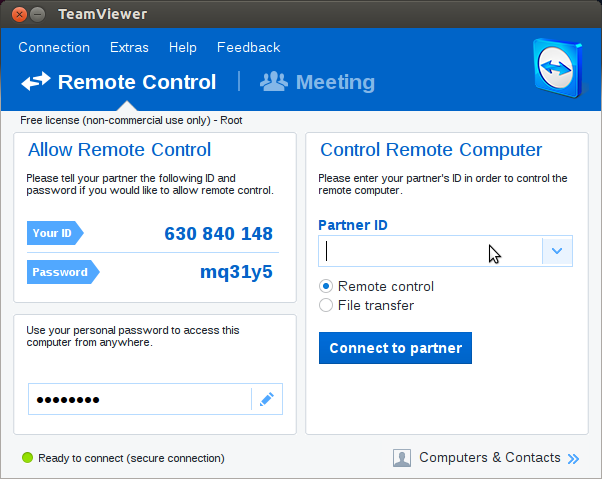 TeamViewer
Connection Extras Help Feedback
Remote Control Meeting
Free license (non-commercial use only) - Root
Allow Remote Control
Please tell your partner the following ID and
password if you would like to allow remote control.
Your ID 630 840 148
Password mq31y5
Use your personal password to access this
computer from anywhere.
Control Remote Computer
Please enter your partner's ID in order to control the
remote computer.
Partner ID
Remote control
File transfer
Connect to partner
Ready to connect (secure connection)
Computers & Contacts